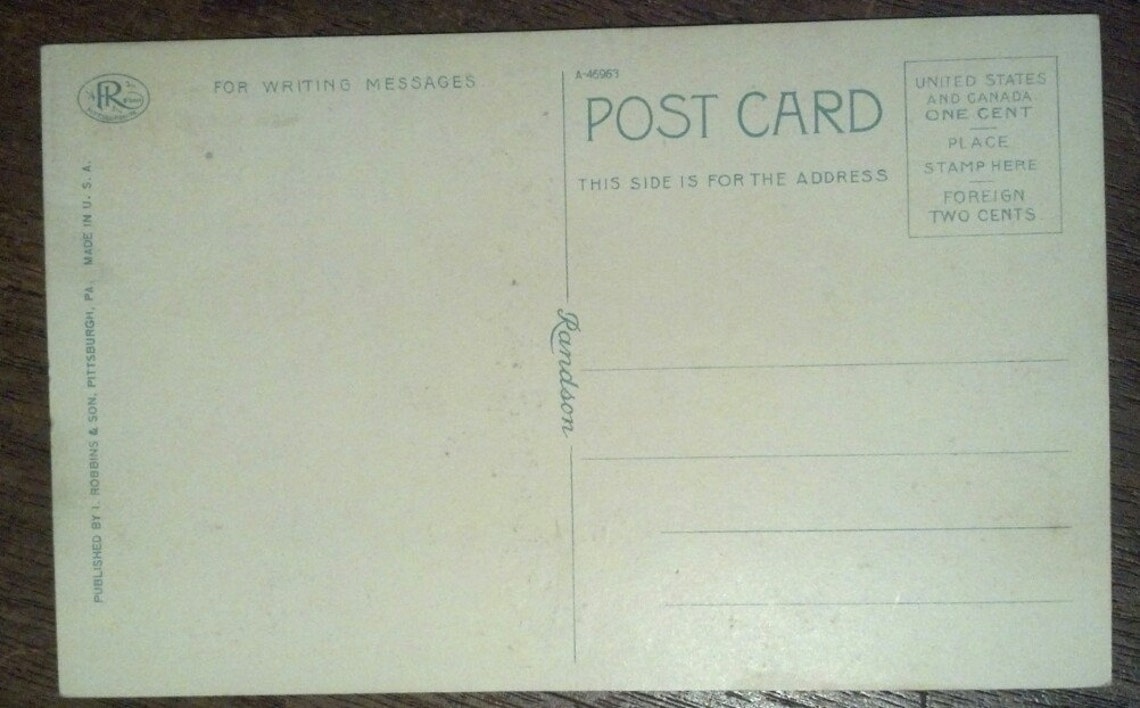 FOR WRITING MESSAGES
PUBLISHED BY I. ROBBINS & SON, PITTSBURGH, PA MADE IN U. S. A.
Randson
A-45963
POST CARD
THIS SIDE IS FOR THE ADDRESS
UNITED STATES
AND CANADA
ONE CENT
PLACE
STAMP HERE
FOREIGN
TWO CENTS